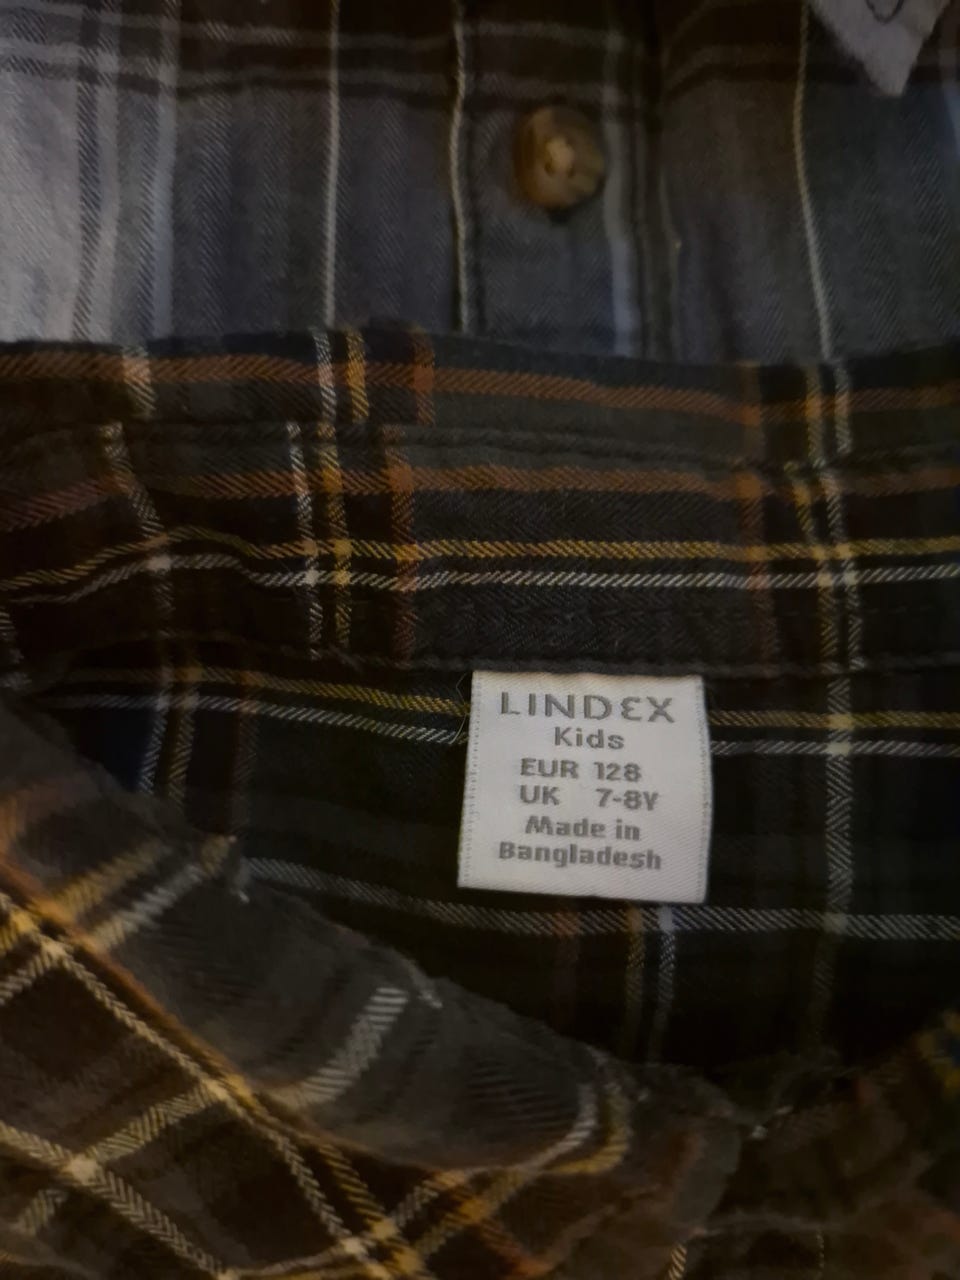 LINDEX
Kids
EUR 128
UK 7-8Y
Made in
Bangladesh